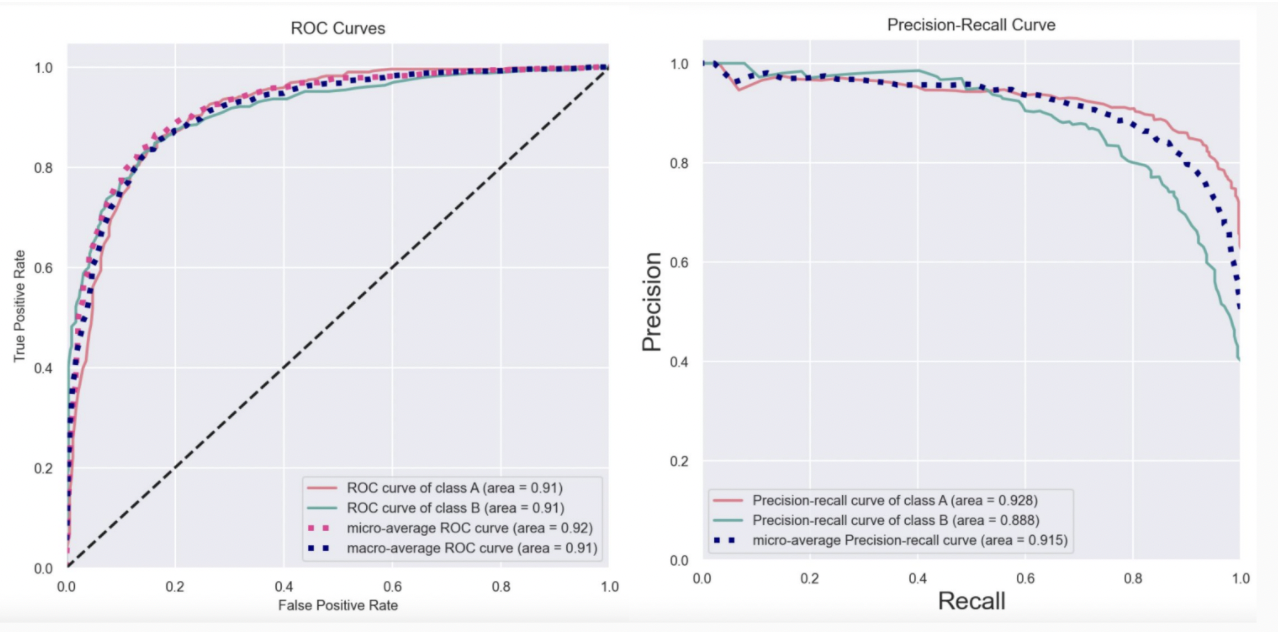 ROC Curves
True Positive Rate
1.0
0.8
0.6
0.4
0.2
0.0
ROC curve of class A (area = 0.91)
ROC curve of class B (area = 0.91)
micro-average ROC curve (area = 0.92)
macro-average ROC curve (area = 0.91)
0.0 0.2 0.4 0.6 0.8 1.0
False Positive Rate
Precision-Recall Curve
Precision
1.0
0.8
0.6
0.4
0.2
0.0
Precision-recall curve of class A (area = 0.928)
Precision-recall curve of class B (area = 0.888)
micro-average Precision-recall curve (area = 0.915)
0.0 0.2 0.4 0.6 0.8 1.0
Recall